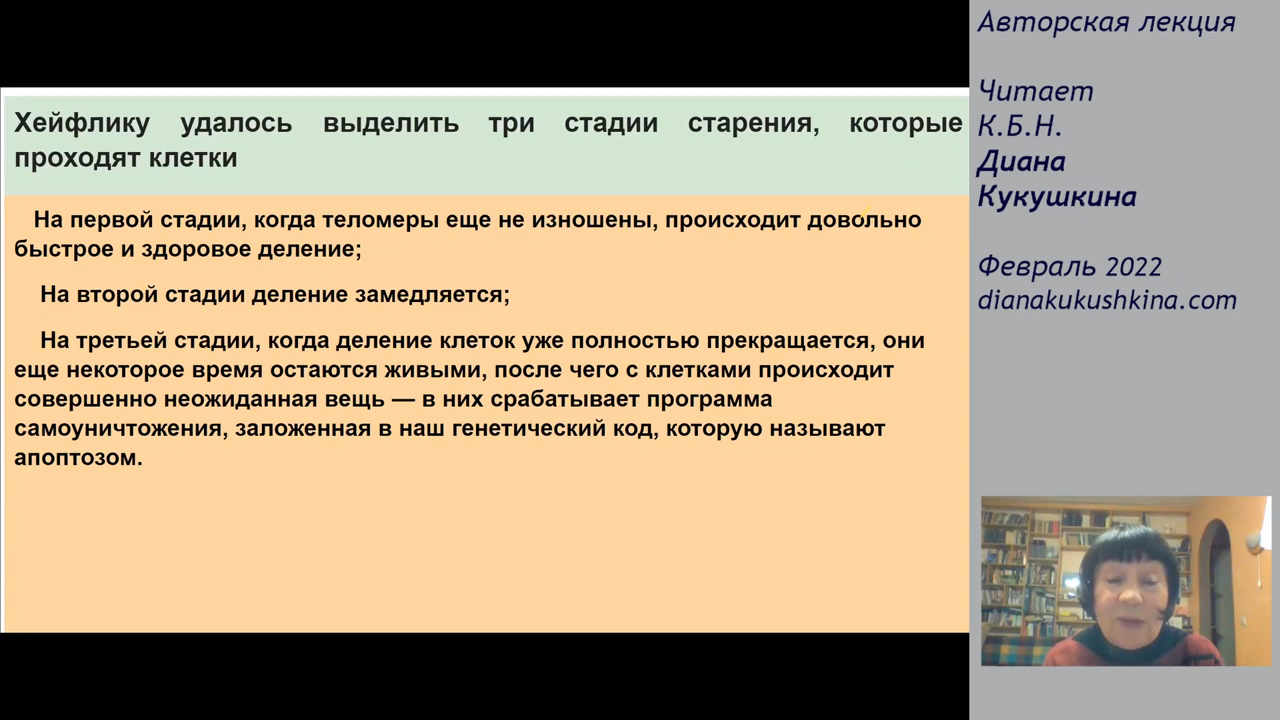 Хейфлику удалось выделить три стадии старения, которые
проходят клетки
На первой стадии, когда теломеры еще не изношены, происходит довольно
быстрое и здоровое деление;
На второй стадии деление замедляется;
На третьей стадии, когда деление клеток уже полностью прекращается, они
еще некоторое время остаются живыми, после чего с клетками происходит
совершенно неожиданная вещь — в них срабатывает программа
самоуничтожения, заложенная в наш генетический код, которую называют
апоптозом.
Авторская лекция
Читает
К.Б.Н.
Диана
Кукушкина
Февраль 2022
dianakukushkina.com